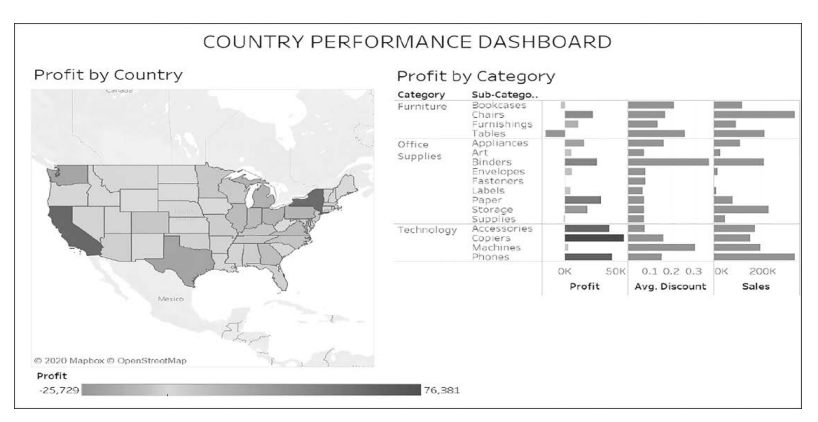 COUNTRY PERFORMANCE DASHBOARD
Profit by Country
Canada
Mexico
© 2020 Mapbox © OpenStreetMap
Profit
-25,729
76,381
Profit by Category
Category Sub-Catego..
Furniture Bookcases
Chairs
Furnishings
Tables
Office Supplies Appliances
Art
Binders
Envelopes
Fasteners
Labels
Paper
Storage
Supplies
Technology Accessories
Copiers
Machines
Phones
0K 50K 0.1 0.2 0.3 0K 200K
Profit Avg. Discount Sales